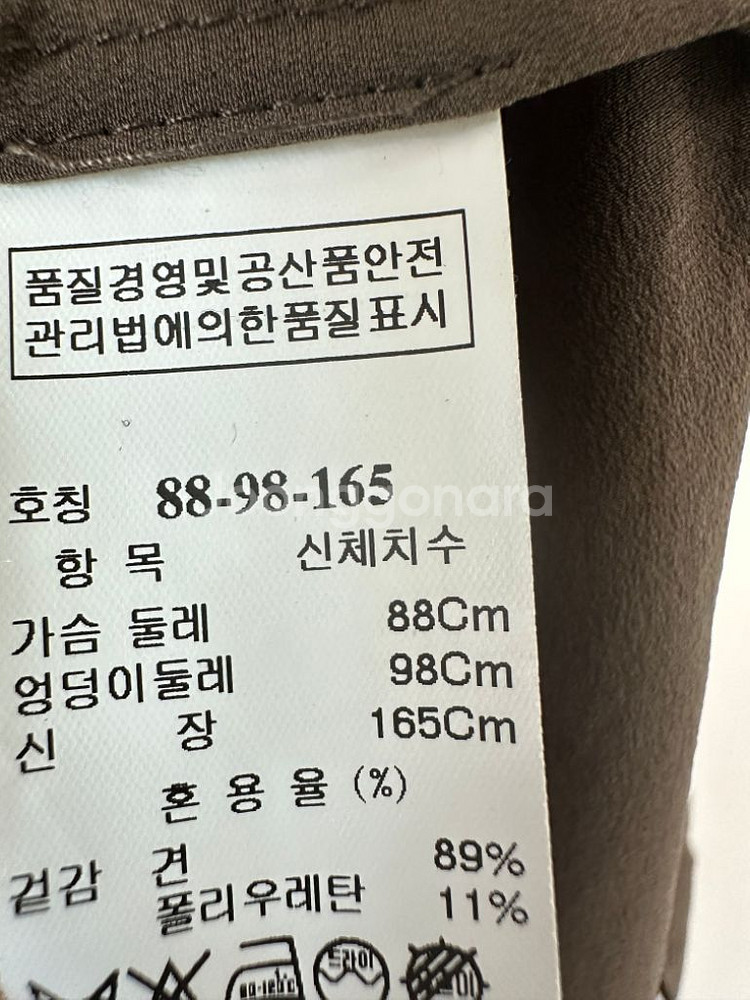 품질경영및공산품안전
관리법에의한품질표시
호칭 88-98-165
항 목 신체치수
가슴 둘레 88Cm
엉덩이둘레 98Cm
신 장 165Cm
혼 용 율 (%)
겉감 견 89%
폴리우레탄 11%
드라이